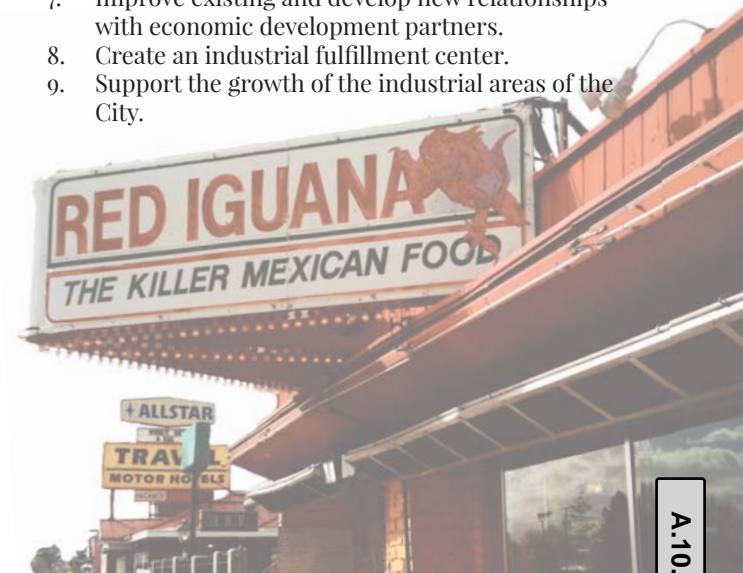 7. Improve existing and develop new relationships
with economic development partners.
8. Create an industrial fulfillment center.
9. Support the growth of the industrial areas of the
City.
RED IGUANA
THE KILLER MEXICAN FOOD
ALLSTAR
TRAVEL
MOTOR HOTELS
VACANCY
A.10.